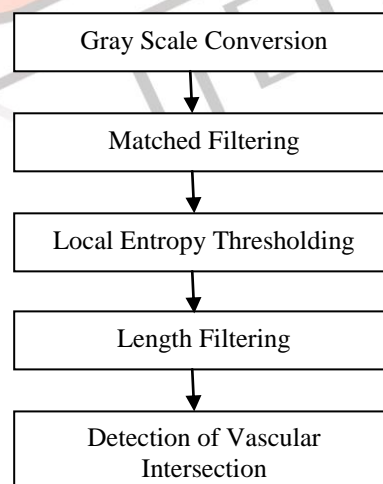 Gray Scale Conversion
Matched Filtering
Local Entropy Thresholding
Length Filtering
Detection of Vascular
Intersection